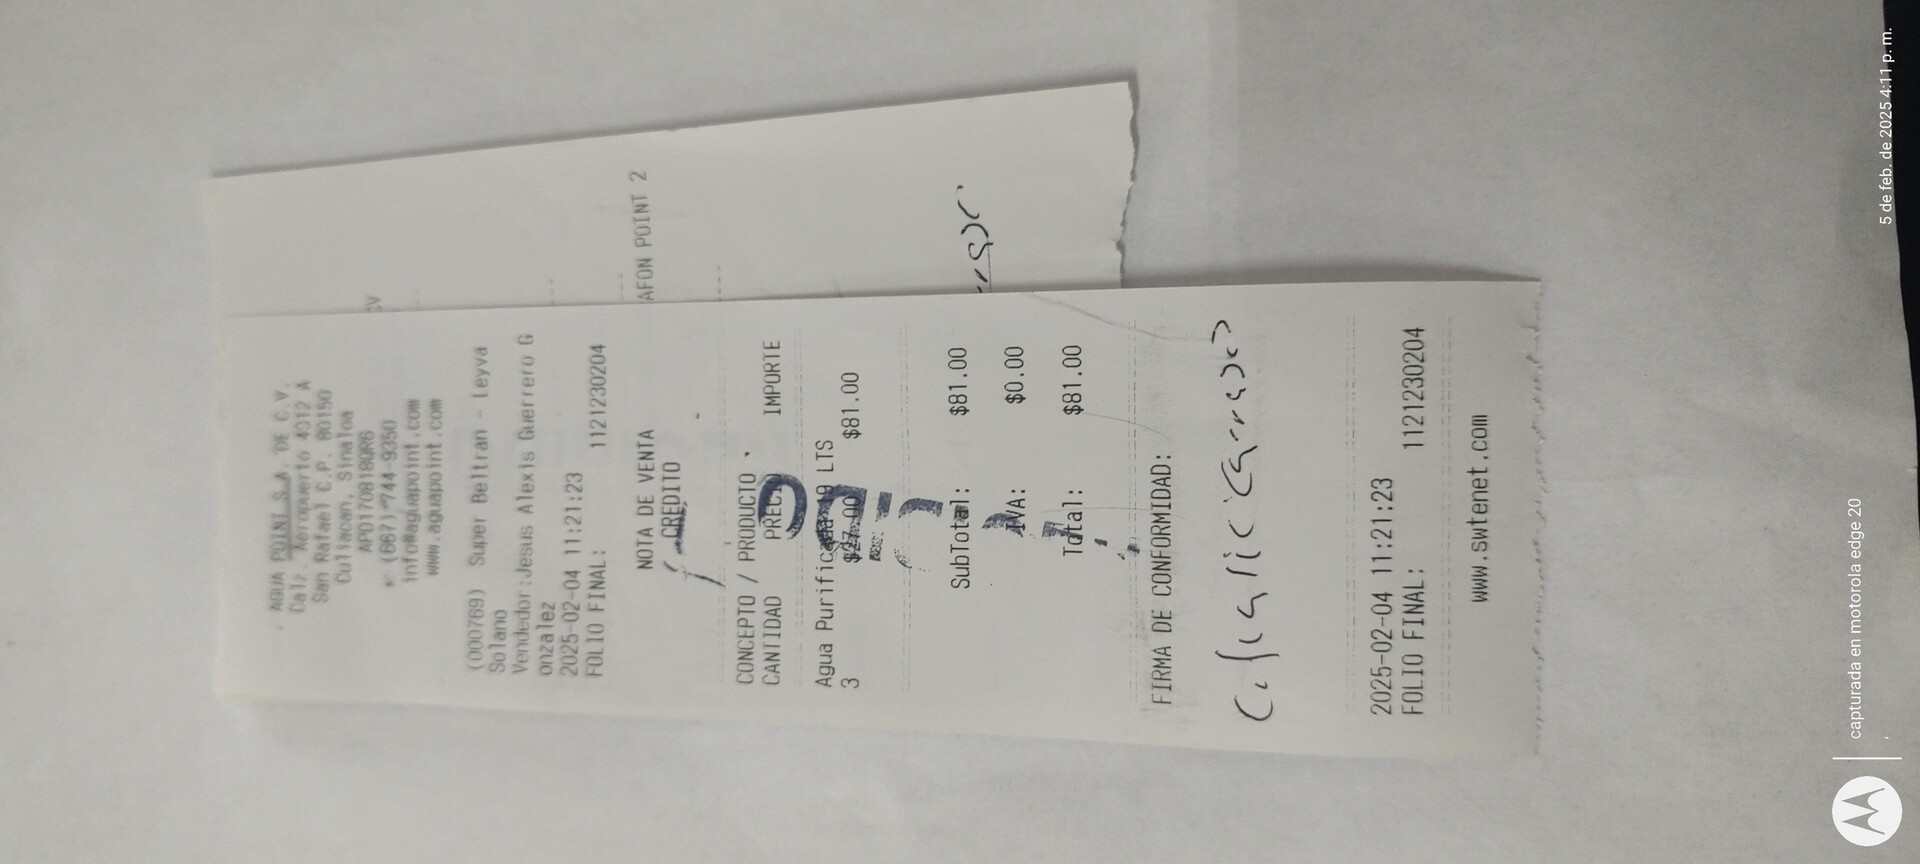 AGUA POINT S.A. DE C.V.
Calz. Aeropuerto 4012 A
San Rafael C.P. 80150
Culiacan, Sinaloa
APO170818QR6
(667)-744-9350
info@aguapoint.com
www.aguapoint.com
(000769) Super Beltran - Leyva
Solano
Vendedor:Jesus Alexis Guerrero G
onzalez
2025-02-04 11:21:23
FOLIO FINAL: 1121230204
NOTA DE VENTA
CREDITO
CONCEPTO / PRODUCTO
CANTIDAD PRECIO IMPORTE
Agua Purificada 19 LTS
3 $27.00 $81.00
SubTotal: $81.00
IVA: $0.00
Total: $81.00
FIRMA DE CONFORMIDAD:
2025-02-04 11:21:23
FOLIO FINAL: 1121230204
www.swtenet.com
CV
AFON POINT 2
5 de feb. de 2025 4:11 p. m.
capturada en motorola edge 20